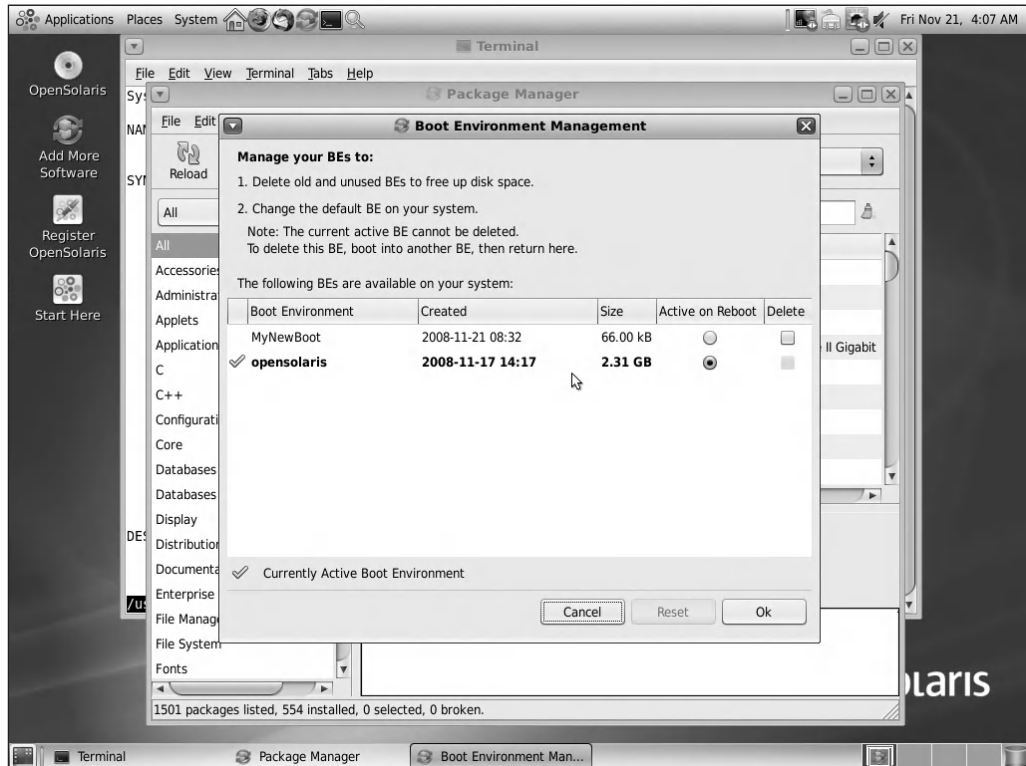 Applications Places System Fri Nov 21, 4:07 AM
OpenSolaris
Add More
Software
Register
OpenSolaris
Start Here
Terminal
File Edit View Terminal Tabs Help
Package Manager
File Edit
Reload
All
All
Accessories
Administra
Applets
Application
C
C++
Configurati
Core
Databases
Databases
Display
Distribution
Documenta
Enterprise
File Manag
File System
Fonts
II Gigabit
Boot Environment Management
Manage your BEs to:
1. Delete old and unused BEs to free up disk space.
2. Change the default BE on your system.
Note: The current active BE cannot be deleted.
To delete this BE, boot into another BE, then return here.
The following BEs are available on your system:
Boot Environment Created Size Active on Reboot Delete
MyNewBoot 2008-11-21 08:32 66.00 kB
opensolaris 2008-11-17 14:17 2.31 GB
Currently Active Boot Environment
Cancel Reset Ok
1501 packages listed, 554 installed, 0 selected, 0 broken.
Terminal Package Manager Boot Environment Man...